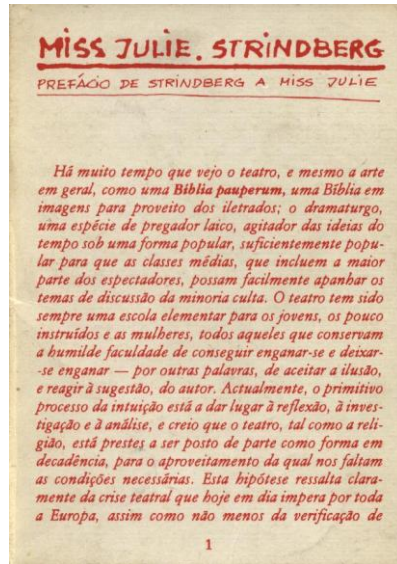 MISS JULIE. STRINDBERG
PREFÁCIO DE STRINDBERG A MISS JULIE
Há muito tempo que vejo o teatro, e mesmo a arte
em geral, como uma Bíblia pauperum, uma Bíblia em
imagens para proveito dos iletrados; o dramaturgo,
uma espécie de pregador laico, agitador das ideias do
tempo sob uma forma popular, suficientemente popu-
lar para que as classes médias, que incluem a maior
parte dos espectadores, possam facilmente apanhar os
temas de discussão da minoria culta. O teatro tem sido
sempre uma escola elementar para os jovens, os pouco
instruídos e as mulheres, todos aqueles que conservam
a humilde faculdade de conseguir enganar-se e deixar-
-se enganar — por outras palavras, de aceitar a ilusão,
e reagir à sugestão, do autor. Actualmente, o primitivo
processo da intuição está a dar lugar à reflexão, à inves-
tigação e à análise, e creio que o teatro, tal como a reli-
gião, está prestes a ser posto de parte como forma em
decadência, para o aproveitamento da qual nos faltam
as condições necessárias. Esta hipótese ressalta clara-
mente da crise teatral que hoje em dia impera por toda
a Europa, assim como não menos da verificação de
1